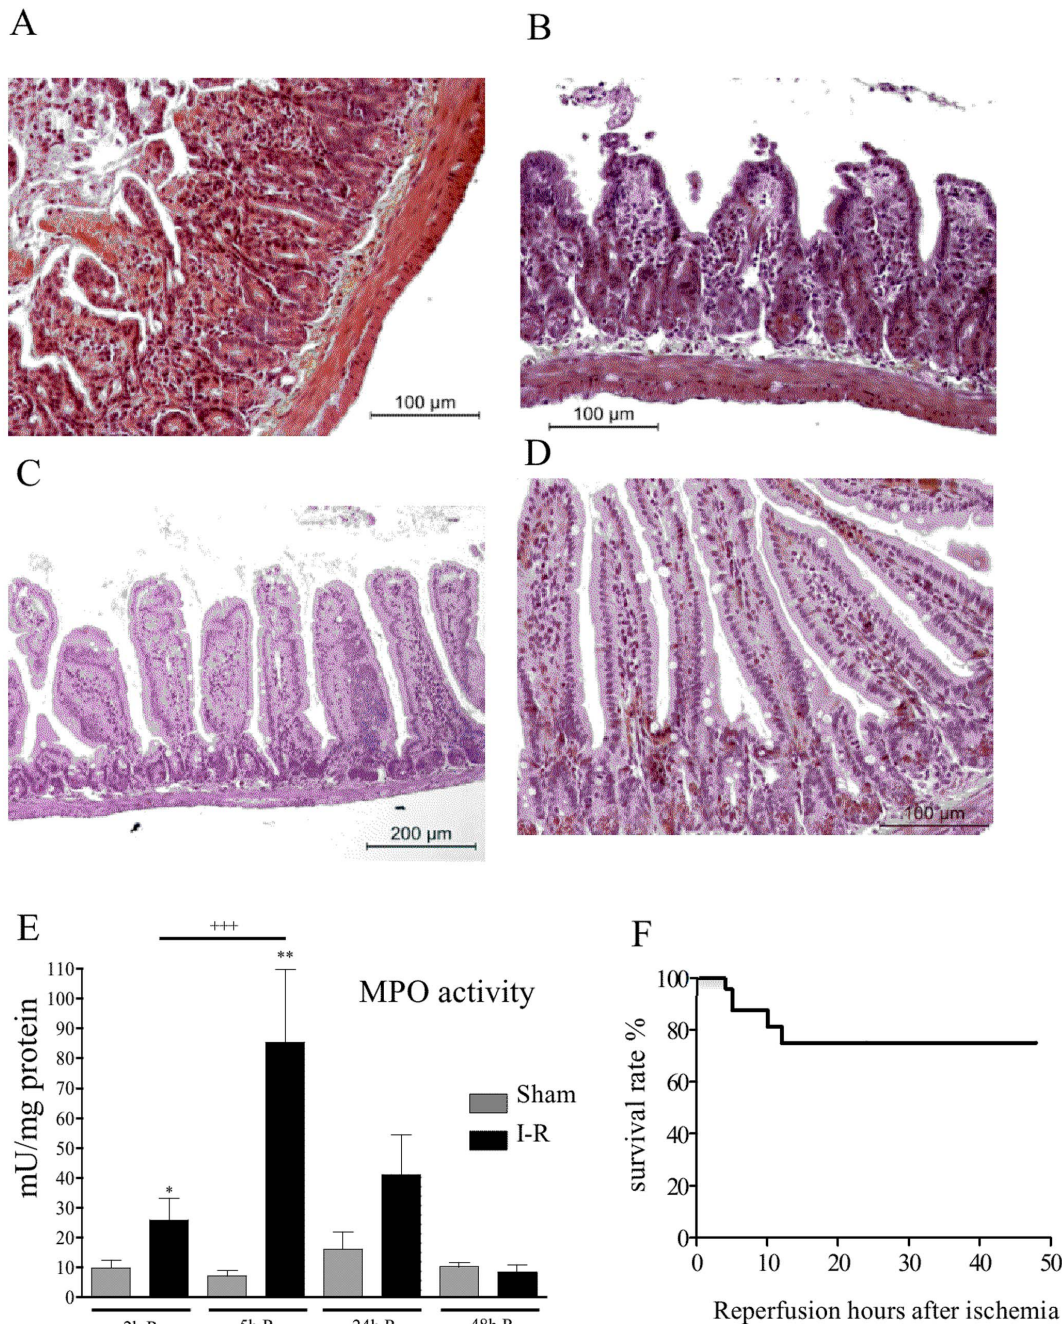 A
B
100 µm
100 µm
C
D
200 µm
100 µm
E
+++
**
110
100
90
80
70
60
50
40
30
20
10
0
mU/mg protein
MPO activity
Sham
I-R
*
F
100
80
60
40
20
0
survival rate %
0 10 20 30 40 50
Reperfusion hours after ischemia